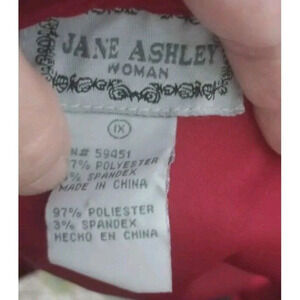 JANE ASHLEY
WOMAN
1X
N# 59451
7% POLYESTER
% SPANDEX
MADE IN CHINA
97% POLIESTER
3% SPANDEX
HECHO EN CHINA